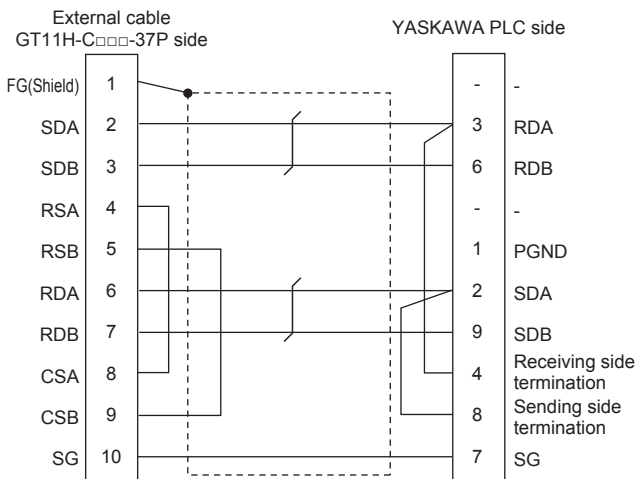 External cable
GT11H-C□□□-37P side
YASKAWA PLC side
FG(Shield) 1 - -
SDA 2 3 RDA
SDB 3 6 RDB
RSA 4 - -
RSB 5 1 PGND
RDA 6 2 SDA
RDB 7 9 SDB
CSA 8 4 Receiving side
termination
CSB 9 8 Sending side
termination
SG 10 7 SG